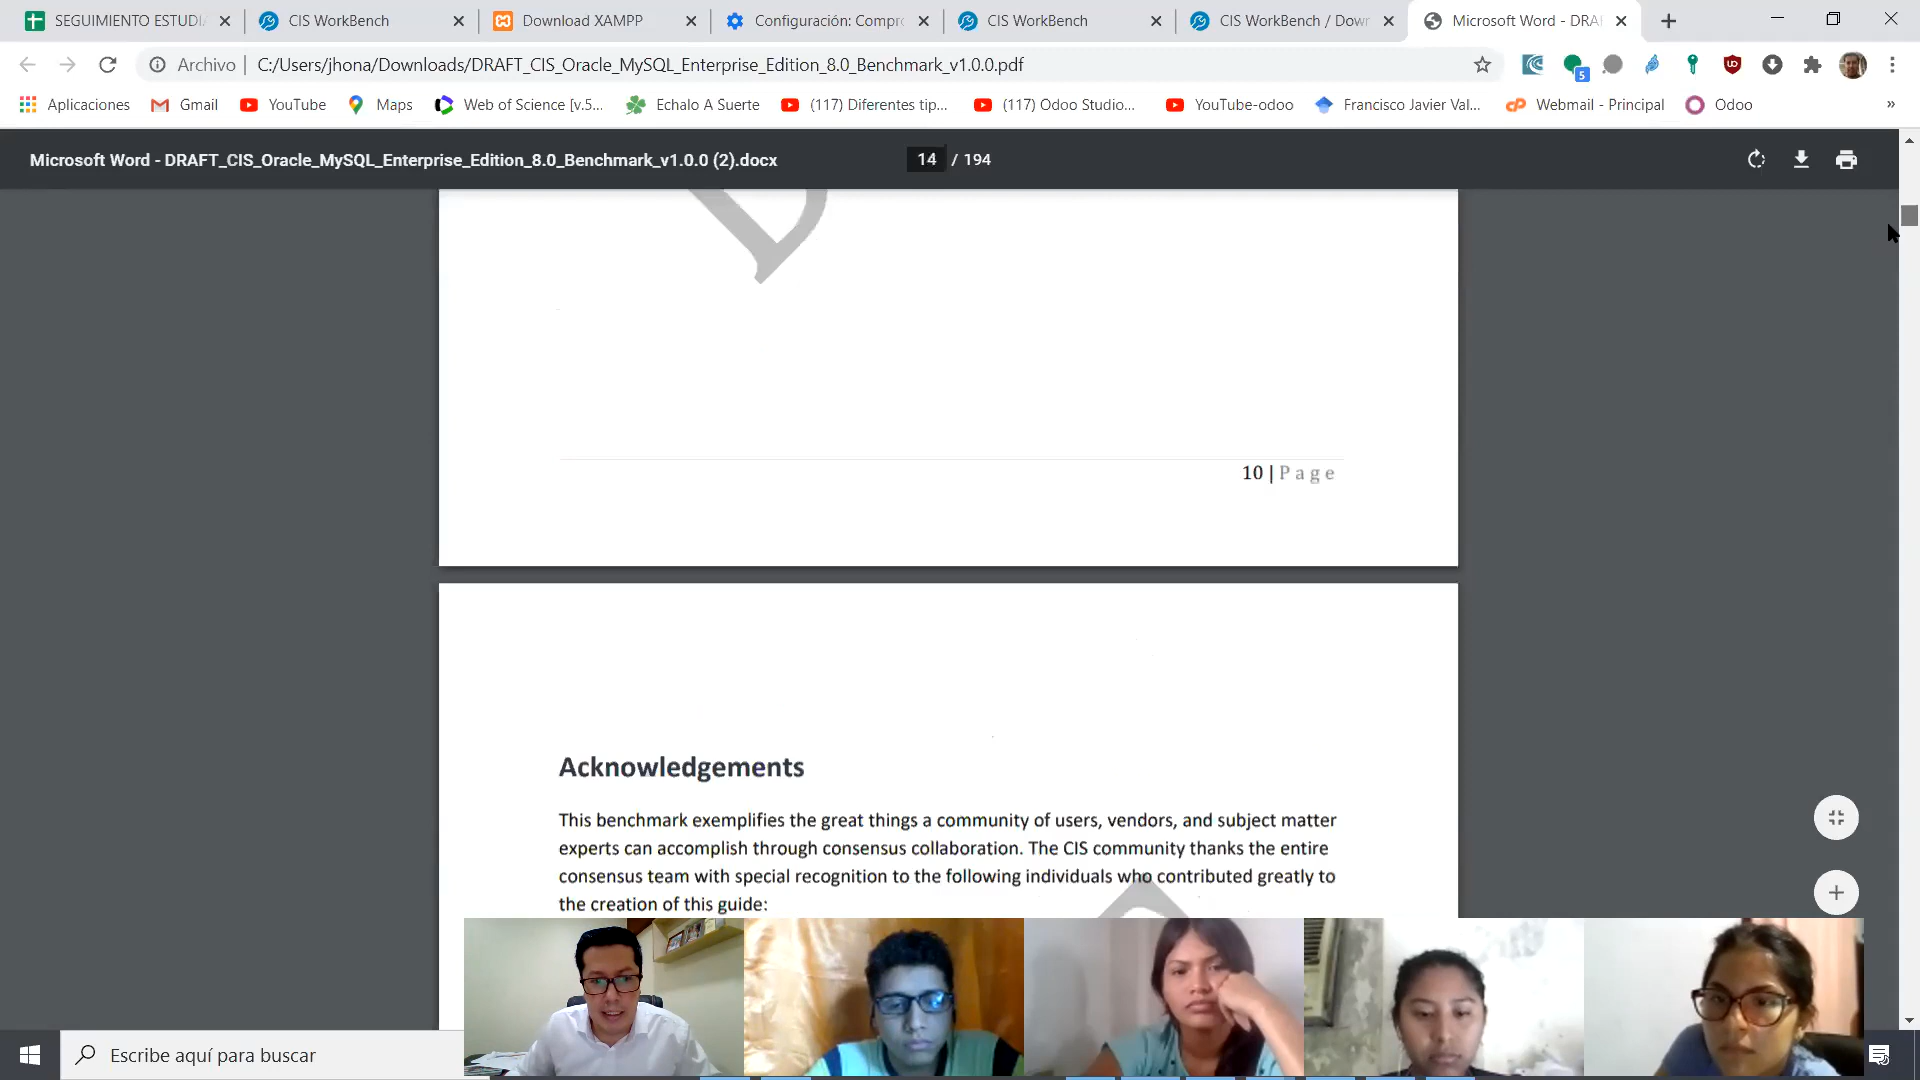 SEGUIMIENTO ESTUDI
CIS WorkBench
Download XAMPP
Configuración: Compro
CIS WorkBench
CIS WorkBench / Dow
Microsoft Word - DRA
Archivo
C:/Users/jhona/Downloads/DRAFT_CIS_Oracle_MySQL_Enterprise_Edition_8.0_Benchmark_v1.0.0.pdf
5
Aplicaciones
Gmail
YouTube
Maps
Web of Science [v.5...
Echalo A Suerte
(117) Diferentes tip...
(117) Odoo Studio...
YouTube-odoo
Francisco Javier Val...
Webmail - Principal
Odoo
»
Microsoft Word - DRAFT_CIS_Oracle_MySQL_Enterprise_Edition_8.0_Benchmark_v1.0.0 (2).docx
14 / 194
10 | Page
Acknowledgements
This benchmark exemplifies the great things a community of users, vendors, and subject matter
experts can accomplish through consensus collaboration. The CIS community thanks the entire
consensus team with special recognition to the following individuals who contributed greatly to
the creation of this guide:
Escribe aquí para buscar